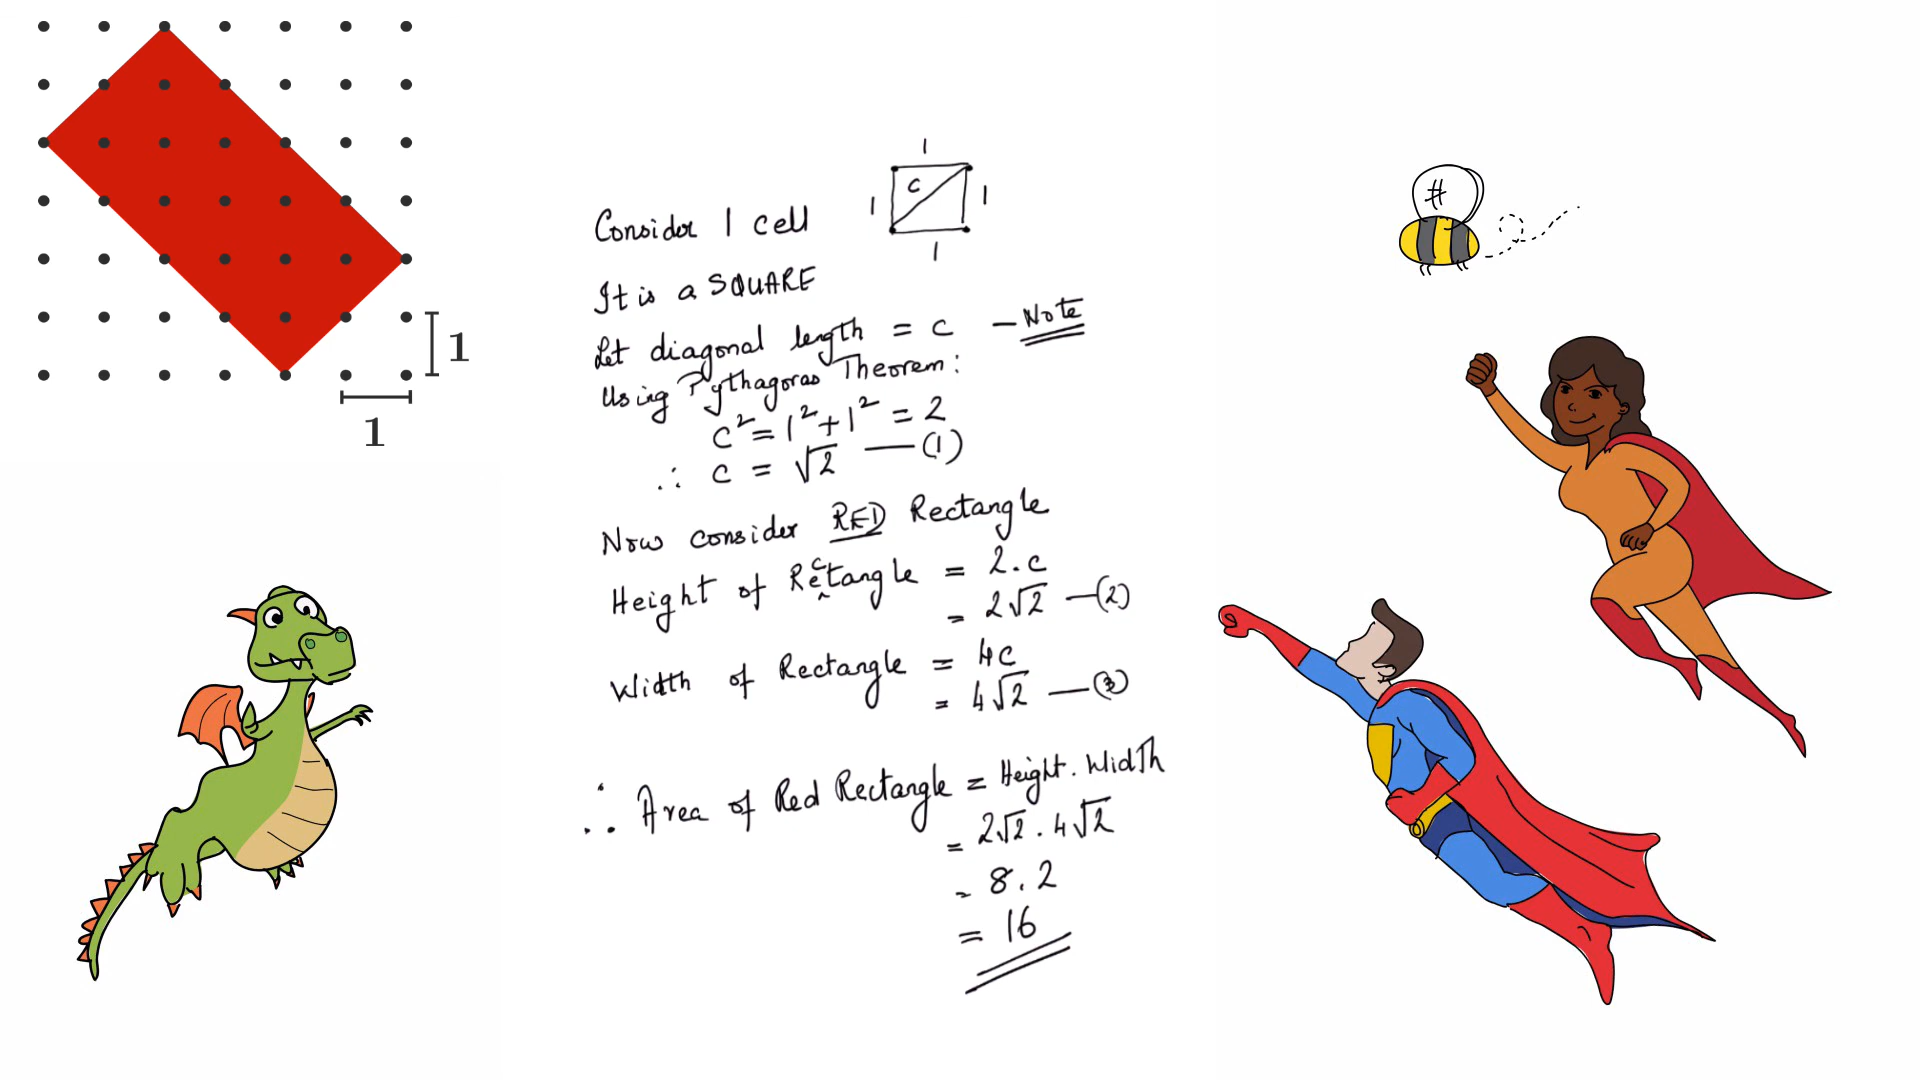 1
1
Consider 1 cell
1
1
c
1
1
It is a SQUARE
Let diagonal length = c — Note
Using Pythagoras Theorem:
c² = 1² + 1² = 2
∴ c = √2 —— (1)
Now consider RED Rectangle
Height of Rectangle = 2.c
= 2√2 — (2)
Width of Rectangle = 4c
= 4√2 — (3)
∴ Area of Red Rectangle = Height . Width
= 2√2 . 4√2
= 8.2
= 16
#